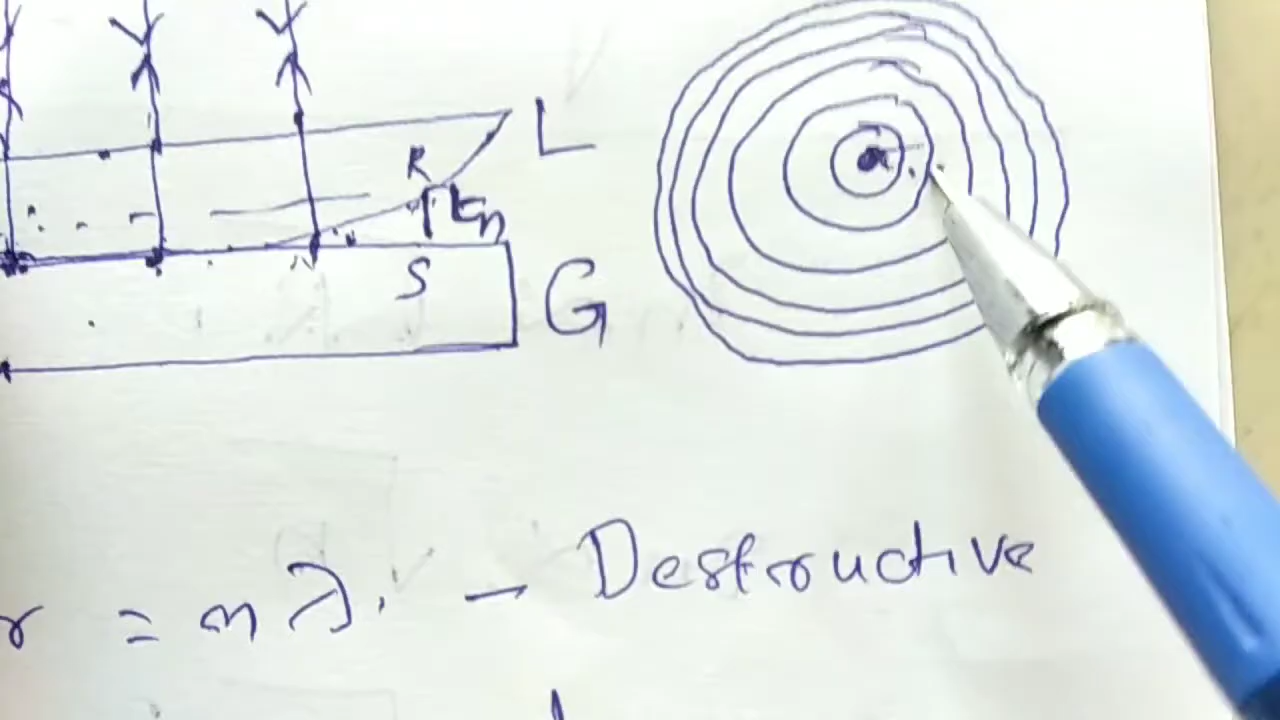 L
R
tn
S
G
r = nλ. - Destructive